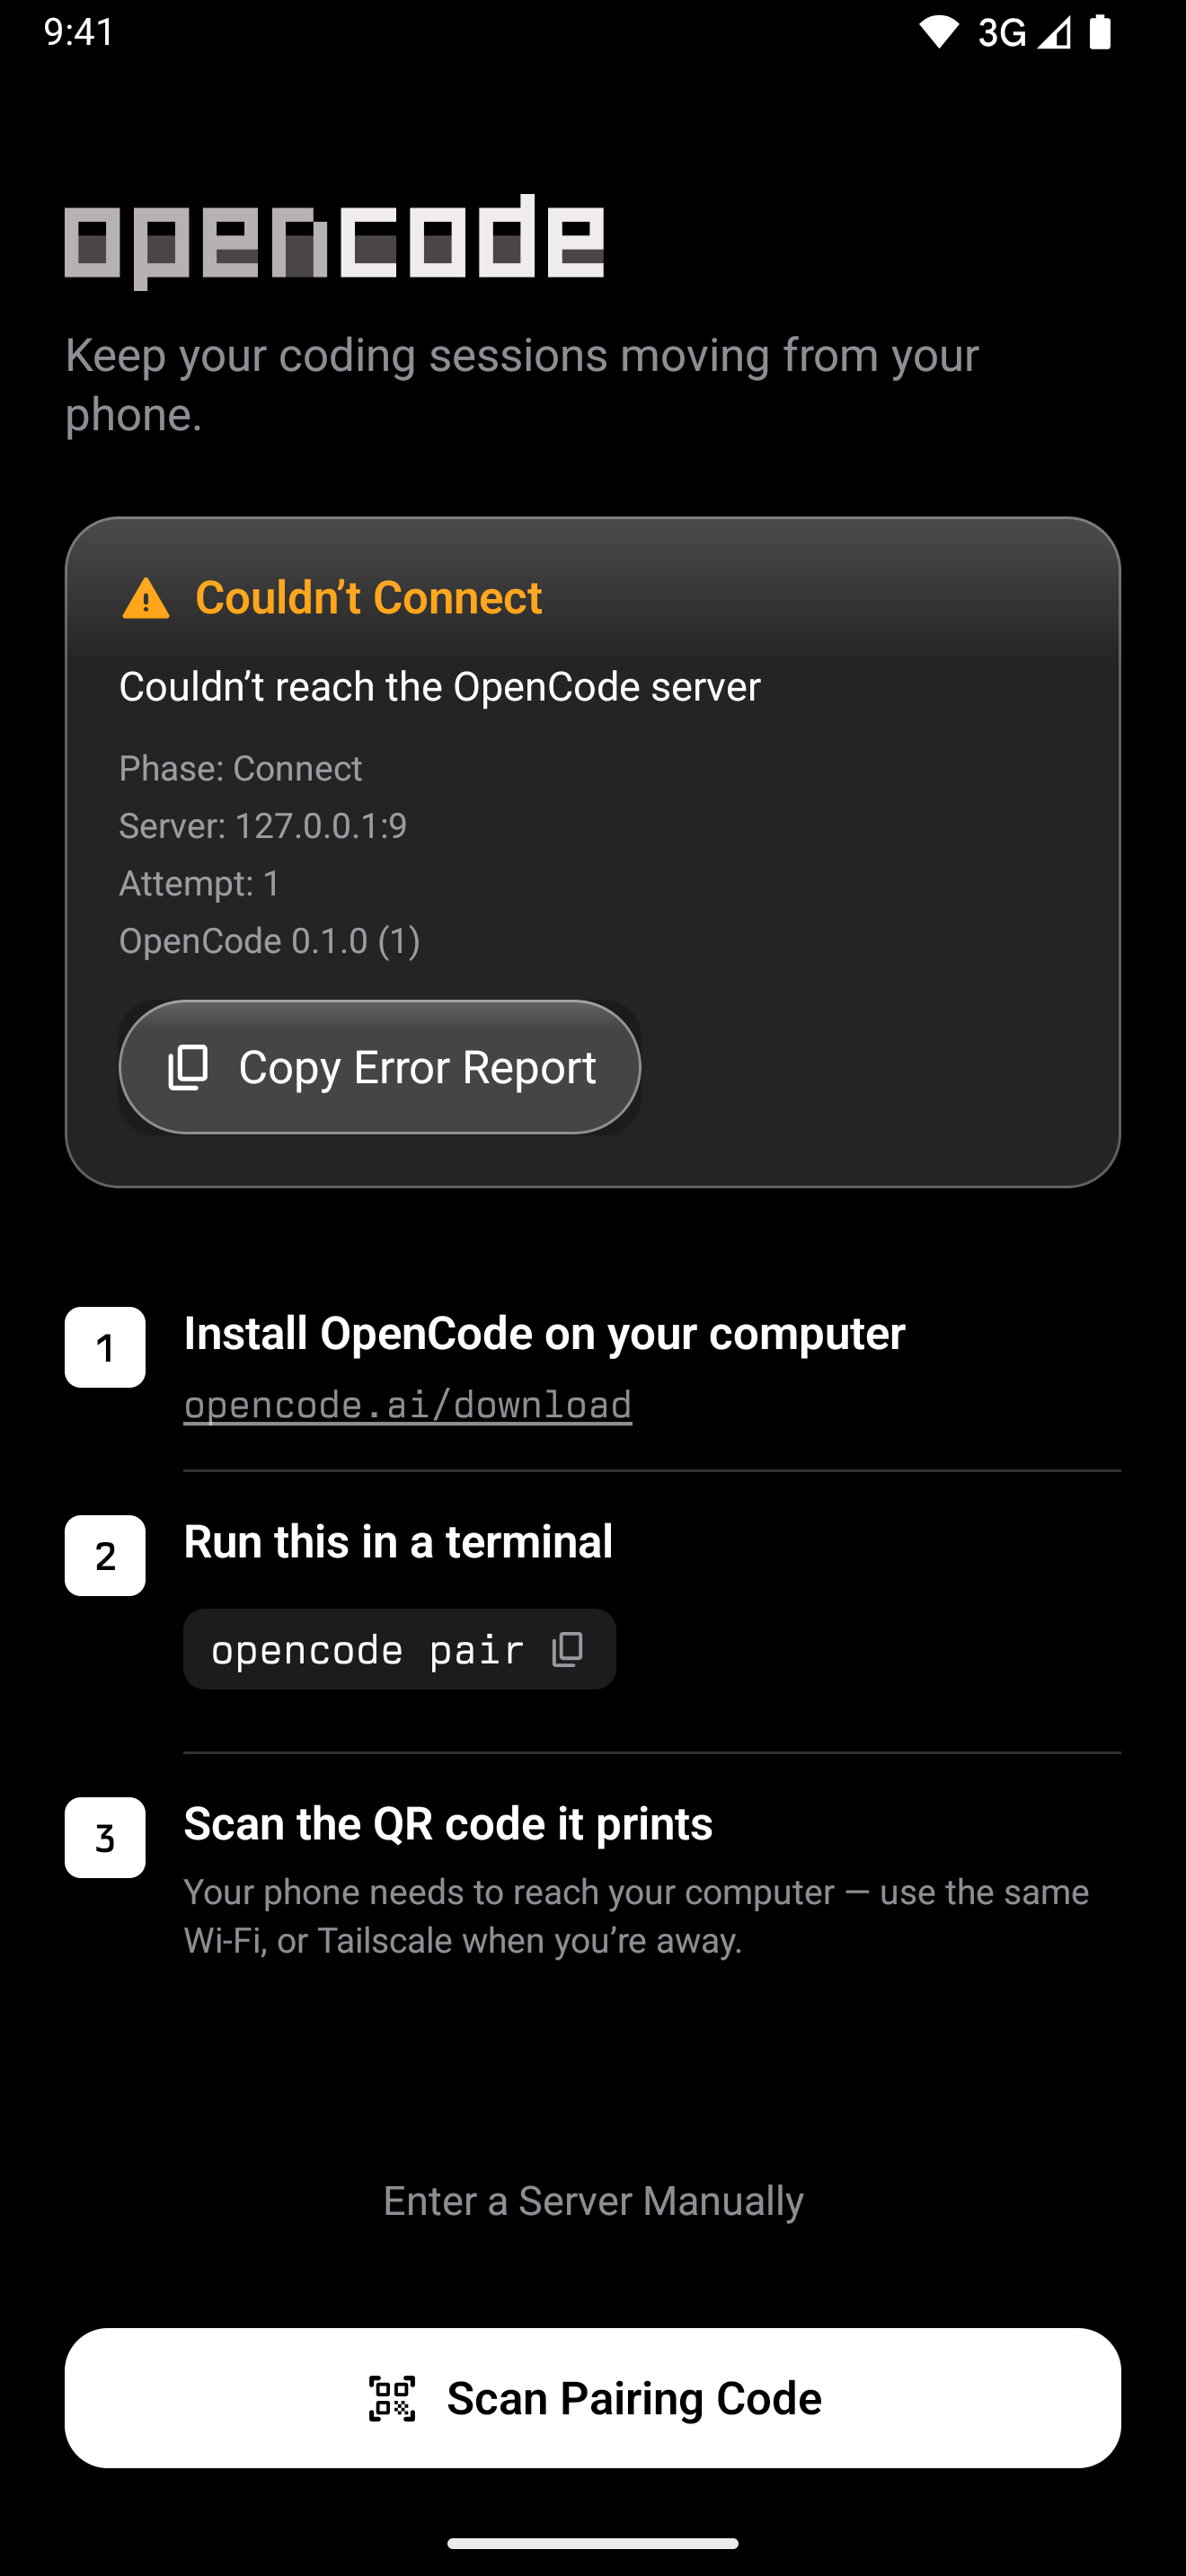 9:41
3G
opencode
Keep your coding sessions moving from your
phone.
Couldn’t Connect
Couldn’t reach the OpenCode server
Phase: Connect
Server: 127.0.0.1:9
Attempt: 1
OpenCode 0.1.0 (1)
Copy Error Report
1
Install OpenCode on your computer
opencode.ai/download
2
Run this in a terminal
opencode pair
3
Scan the QR code it prints
Your phone needs to reach your computer — use the same
Wi-Fi, or Tailscale when you’re away.
Enter a Server Manually
Scan Pairing Code